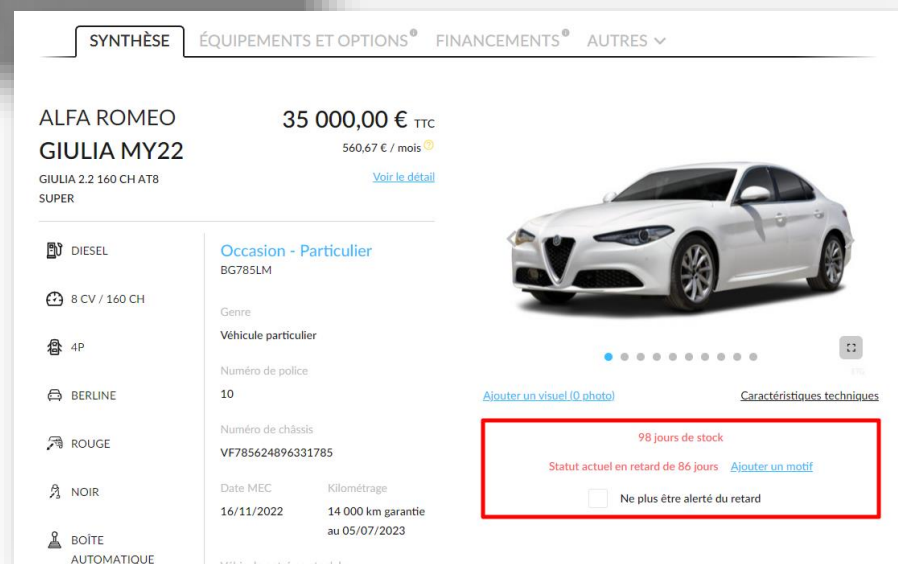 SYNTHÈSE
ÉQUIPEMENTS ET OPTIONS
FINANCEMENTS
AUTRES
ALFA ROMEO
GIULIA MY22
GIULIA 2.2 160 CH AT8
SUPER
35 000,00 € TTC
560,67 € / mois
Voir le détail
DIESEL
8 CV / 160 CH
4P
BERLINE
ROUGE
NOIR
BOÎTE
AUTOMATIQUE
Occasion - Particulier
BG785LM
Genre
Véhicule particulier
Numéro de police
10
Numéro de châssis
VF785624896331785
Date MEC
16/11/2022
Kilométrage
14 000 km garantie
au 05/07/2023
Ajouter un visuel (0 photo)
Caractéristiques techniques
98 jours de stock
Statut actuel en retard de 86 jours Ajouter un motif
Ne plus être alerté du retard